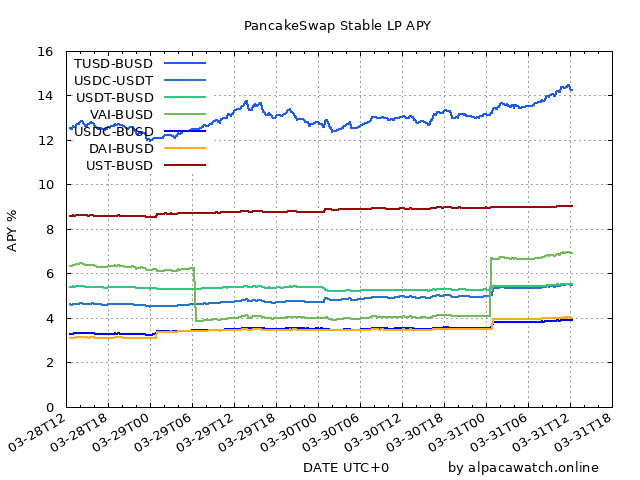 PancakeSwap Stable LP APY
16
14
12
10
8
6
4
2
0
APY %
TUSD-BUSD
USDC-USDT
USDT-BUSD
VAI-BUSD
USDC-BUSD
DAI-BUSD
UST-BUSD
03-28T12
03-28T18
03-29T00
03-29T06
03-29T12
03-29T18
03-30T00
03-30T06
03-30T12
03-30T18
03-31T00
03-31T06
03-31T12
03-31T18
DATE UTC+0
by alpacawatch.online